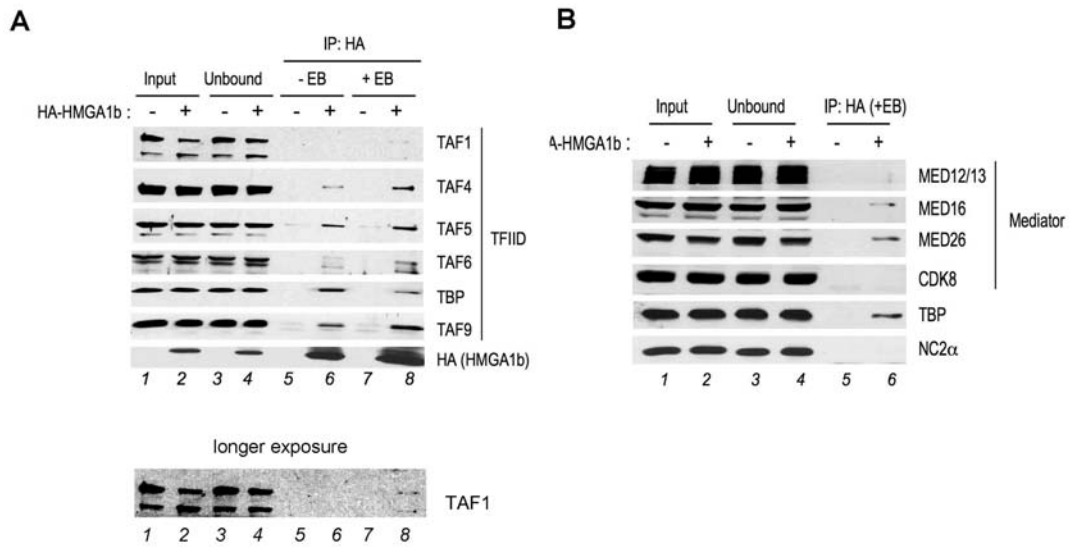 A
IP: HA
Input Unbound - EB + EB
HA-HMGA1b : - + - + - + - +
TAF1
TAF4
TAF5
TAF6
TBP
TAF9
TFIID
HA (HMGA1b)
1 2 3 4 5 6 7 8
longer exposure
TAF1
1 2 3 4 5 6 7 8
B
Input Unbound IP: HA (+EB)
A-HMGA1b : - + - + - +
MED12/13
MED16
MED26
CDK8
Mediator
TBP
NC2α
1 2 3 4 5 6